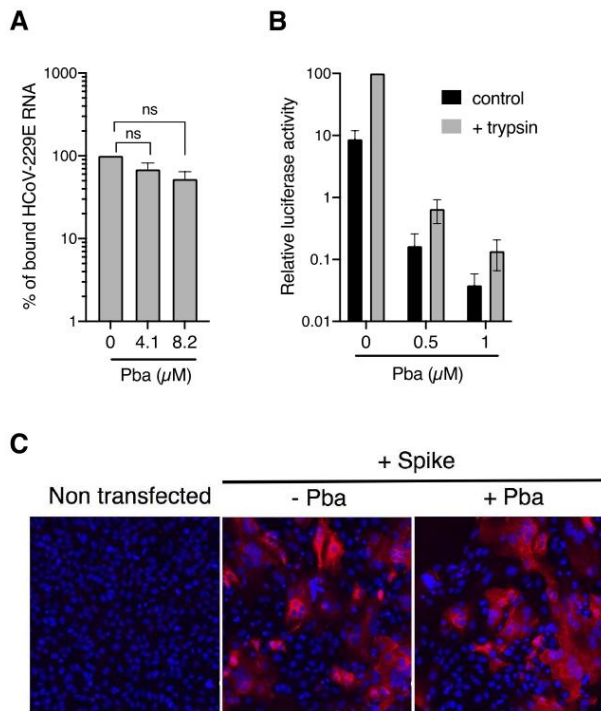 A
% of bound HCoV-229E RNA
1000
100
10
1
ns
ns
0 4.1 8.2
Pba (µM)
B
Relative luciferase activity
100
10
1
0.1
0.01
control
+ trypsin
0 0.5 1
Pba (µM)
C
+ Spike
Non transfected - Pba + Pba